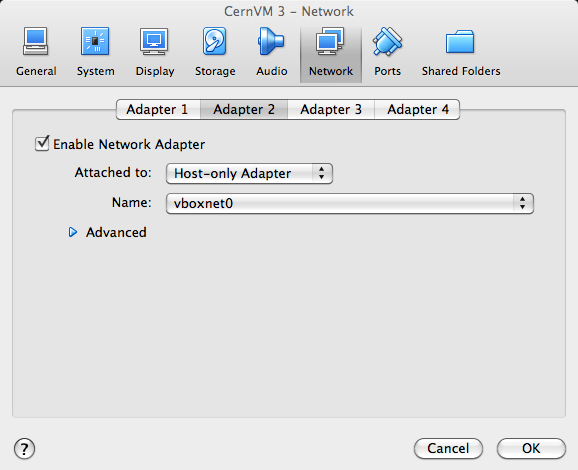 CernVM 3 – Network
General System Display Storage Audio Network Ports Shared Folders
Adapter 1 Adapter 2 Adapter 3 Adapter 4
Enable Network Adapter
Attached to: Host-only Adapter
Name: vboxnet0
Advanced
? Cancel OK